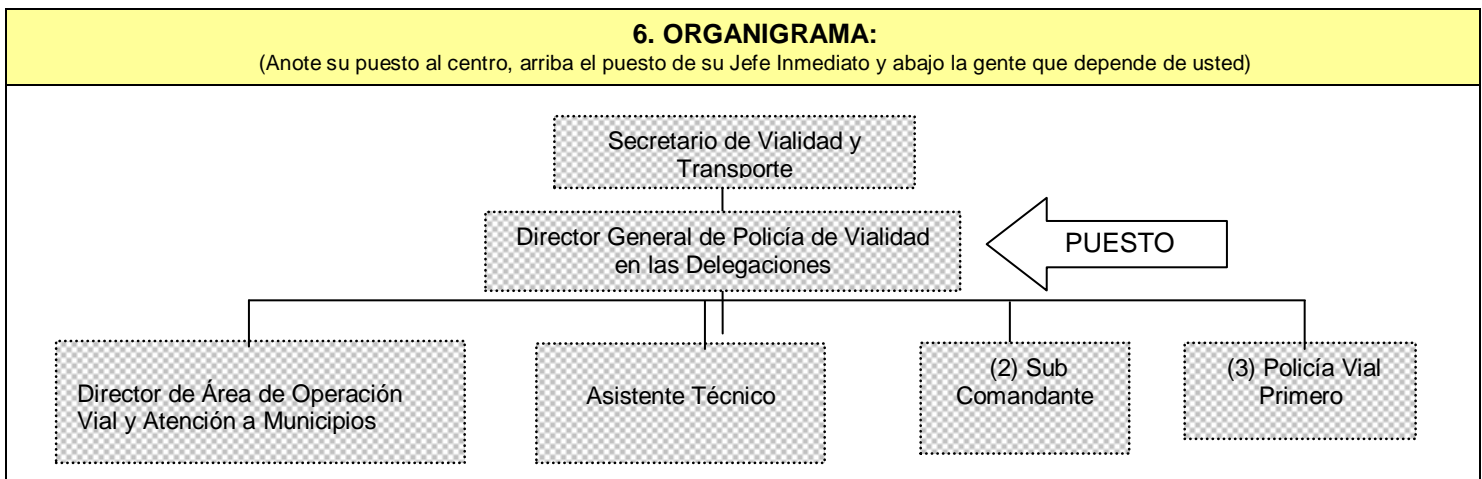 6. ORGANIGRAMA:
(Anote su puesto al centro, arriba el puesto de su Jefe Inmediato y abajo la gente que depende de usted)
Secretario de Vialidad y
Transporte
Director General de Policía de Vialidad
en las Delegaciones
PUESTO
Director de Área de Operación
Vial y Atención a Municipios
Asistente Técnico
(2) Sub
Comandante
(3) Policía Vial
Primero